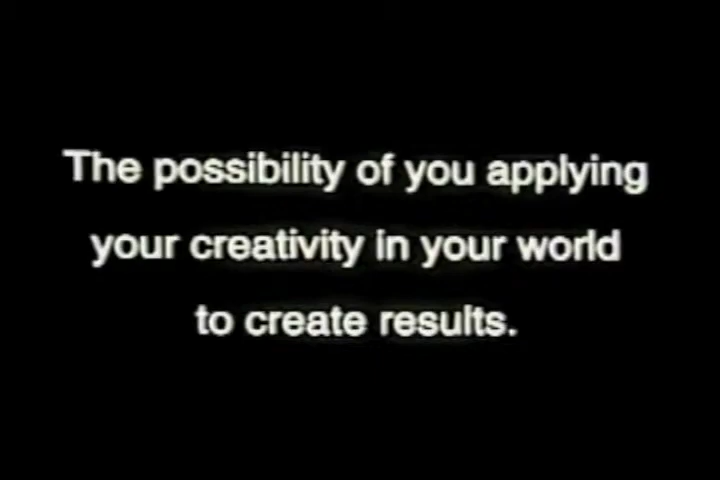 The possibility of you applying
your creativity in your world
to create results.